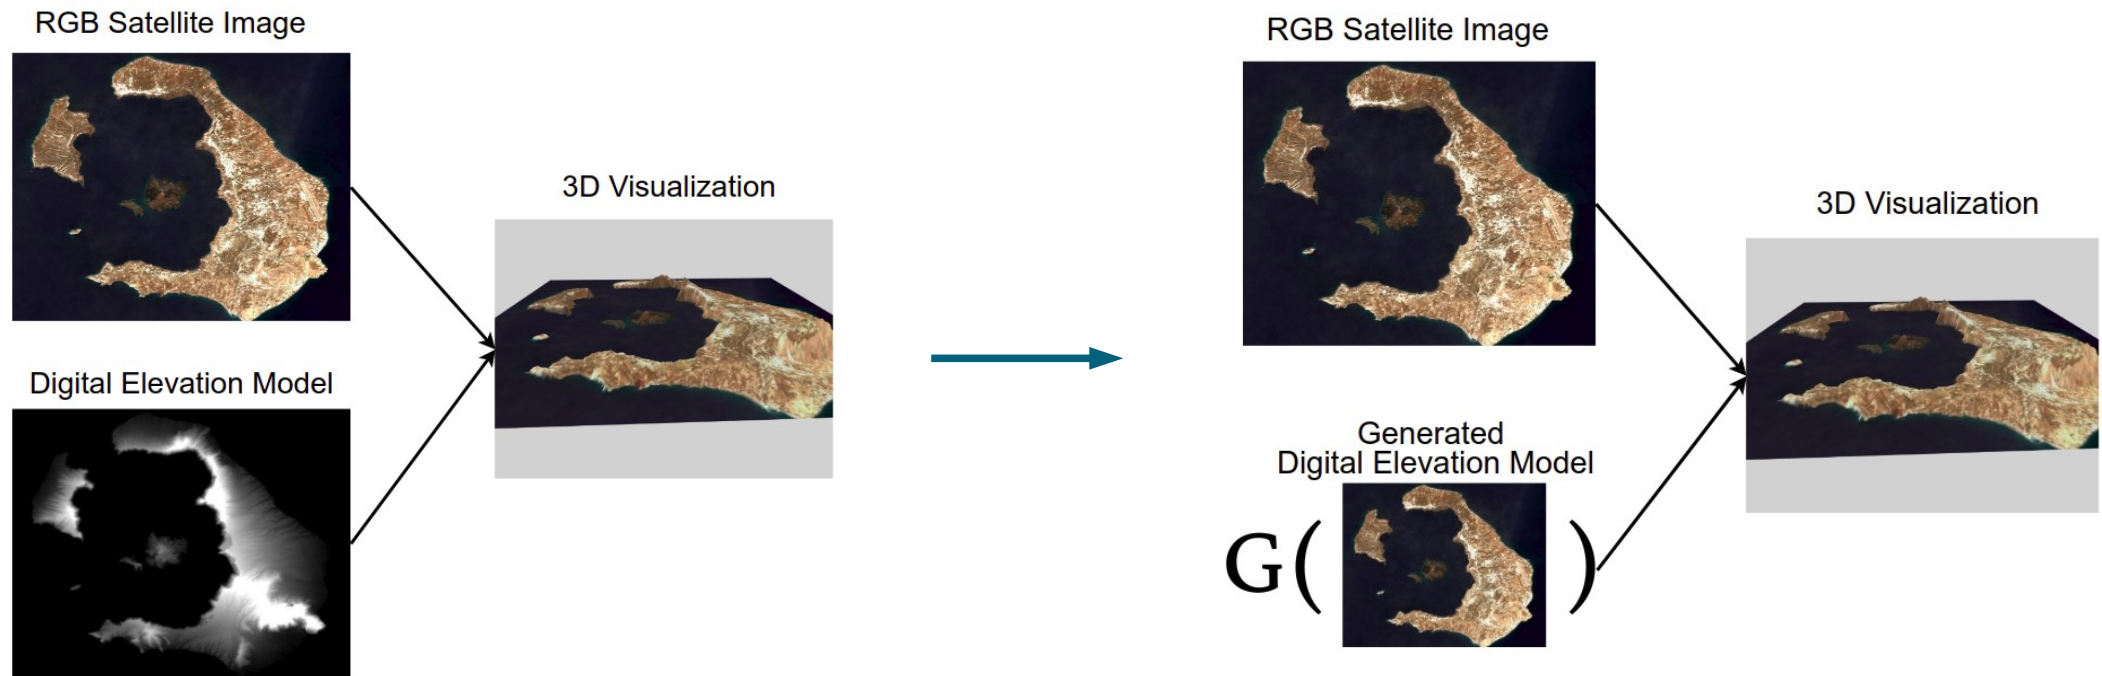 RGB Satellite Image
Digital Elevation Model
3D Visualization
RGB Satellite Image
Generated
Digital Elevation Model
G( )
3D Visualization